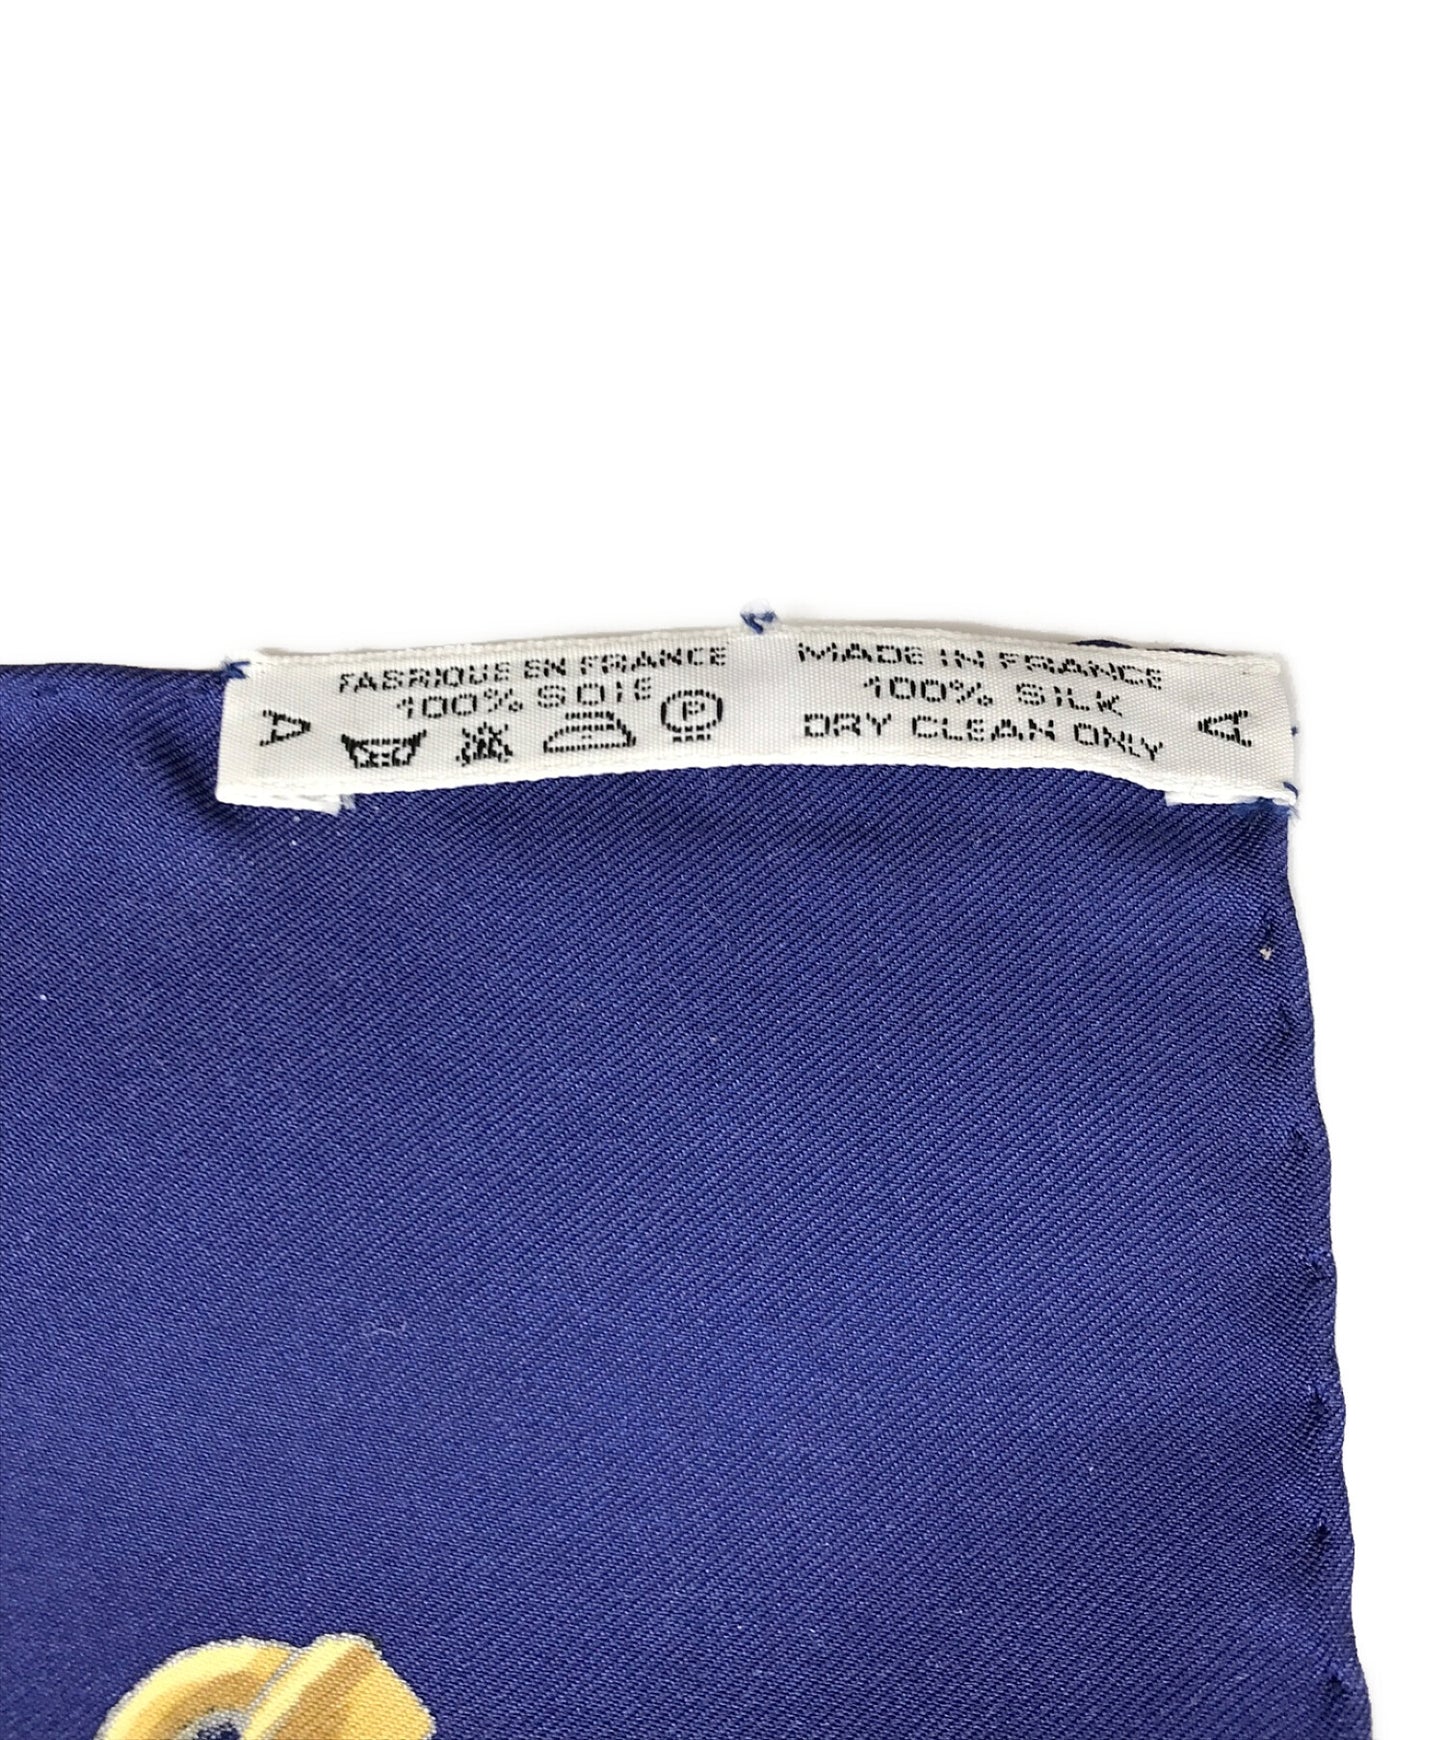 A
FABRIQUE EN FRANCE
100% SOIE
P
MADE IN FRANCE
100% SILK
DRY CLEAN ONLY
A